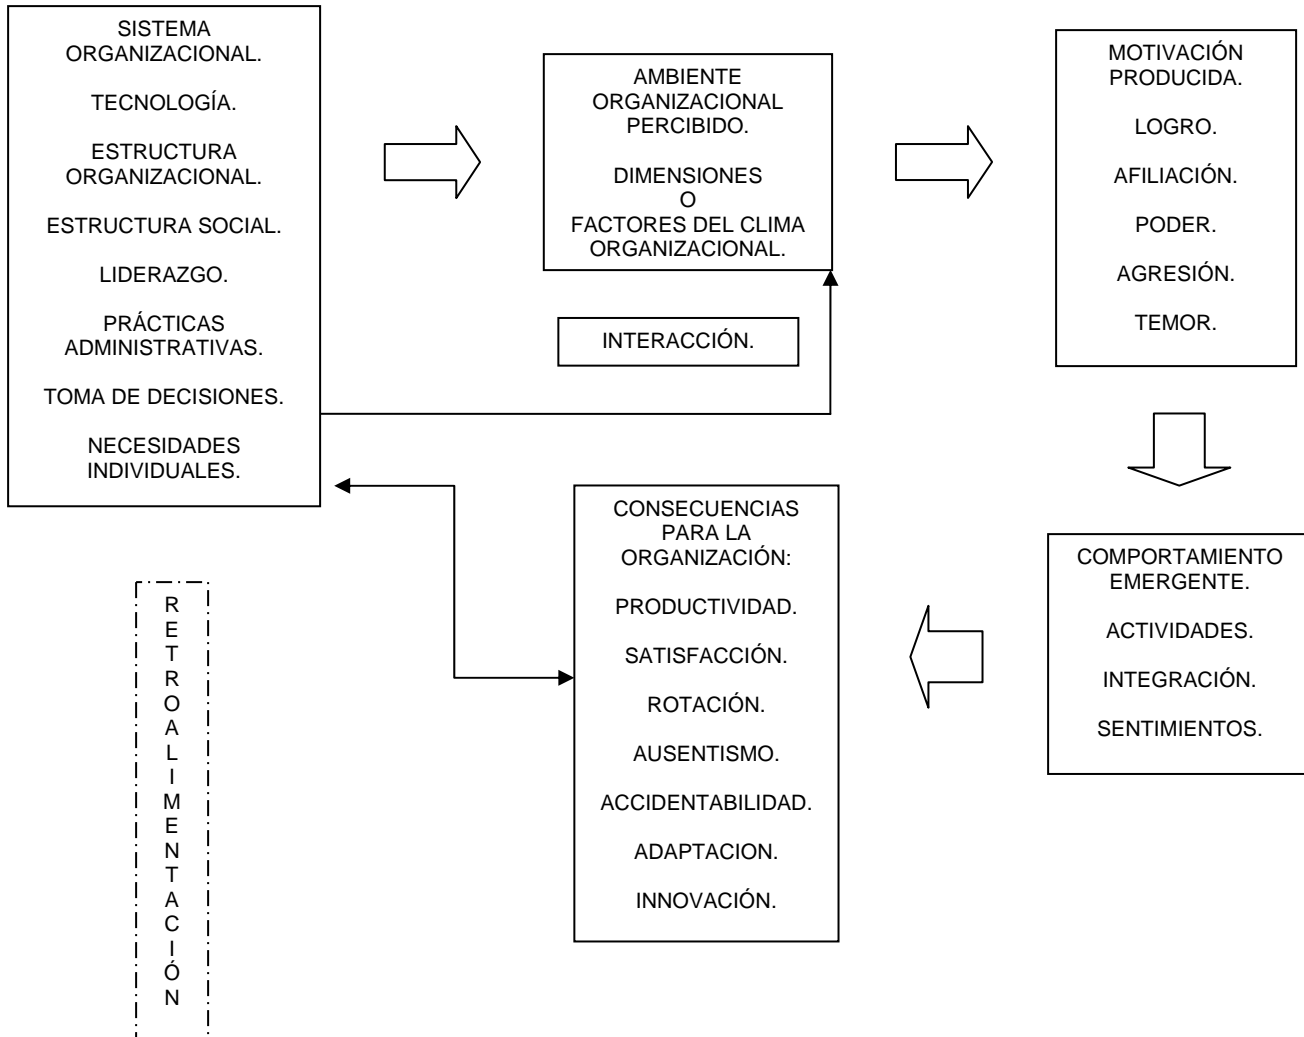 SISTEMA
ORGANIZACIONAL.
TECNOLOGÍA.
ESTRUCTURA
ORGANIZACIONAL.
ESTRUCTURA SOCIAL.
LIDERAZGO.
PRÁCTICAS
ADMINISTRATIVAS.
TOMA DE DECISIONES.
NECESIDADES
INDIVIDUALES.
AMBIENTE
ORGANIZACIONAL
PERCIBIDO.
DIMENSIONES
O
FACTORES DEL CLIMA
ORGANIZACIONAL.
INTERACCIÓN.
MOTIVACIÓN
PRODUCIDA.
LOGRO.
AFILIACIÓN.
PODER.
AGRESIÓN.
TEMOR.
COMPORTAMIENTO
EMERGENTE.
ACTIVIDADES.
INTEGRACIÓN.
SENTIMIENTOS.
CONSECUENCIAS
PARA LA
ORGANIZACIÓN:
PRODUCTIVIDAD.
SATISFACCIÓN.
ROTACIÓN.
AUSENTISMO.
ACCIDENTABILIDAD.
ADAPTACION.
INNOVACIÓN.
R
E
T
R
O
A
L
I
M
E
N
T
A
C
I
Ó
N